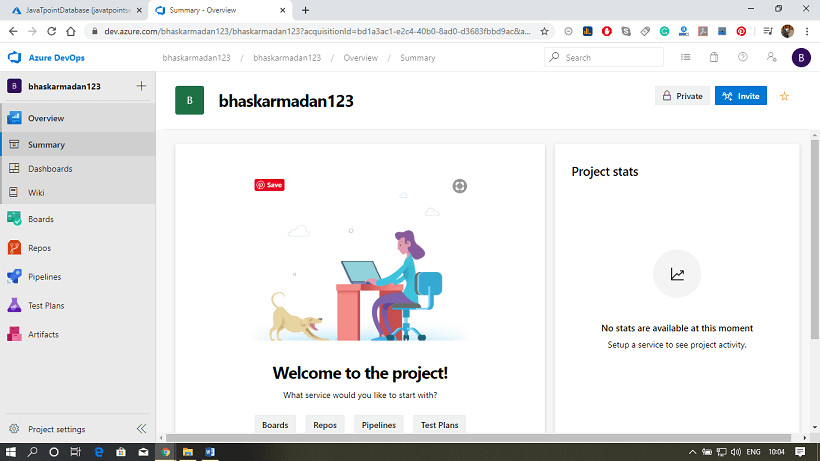 JavaTpointDatabase (javatpoints
Summary - Overview
dev.azure.com/bhaskarmadan123/bhaskarmadan123?acquisitionId=bd1a3ac1-e2c4-40b0-8ad0-d3683fbbd9ac&a...
Azure DevOps
bhaskarmadan123 / bhaskarmadan123 / Overview / Summary
Search
B
B bhaskarmadan123
B bhaskarmadan123
Private
Invite
Overview
Summary
Dashboards
Wiki
Boards
Repos
Pipelines
Test Plans
Artifacts
Project settings
Save
Welcome to the project!
What service would you like to start with?
Boards Repos Pipelines Test Plans
Project stats
No stats are available at this moment
Setup a service to see project activity.
ENG 10:04